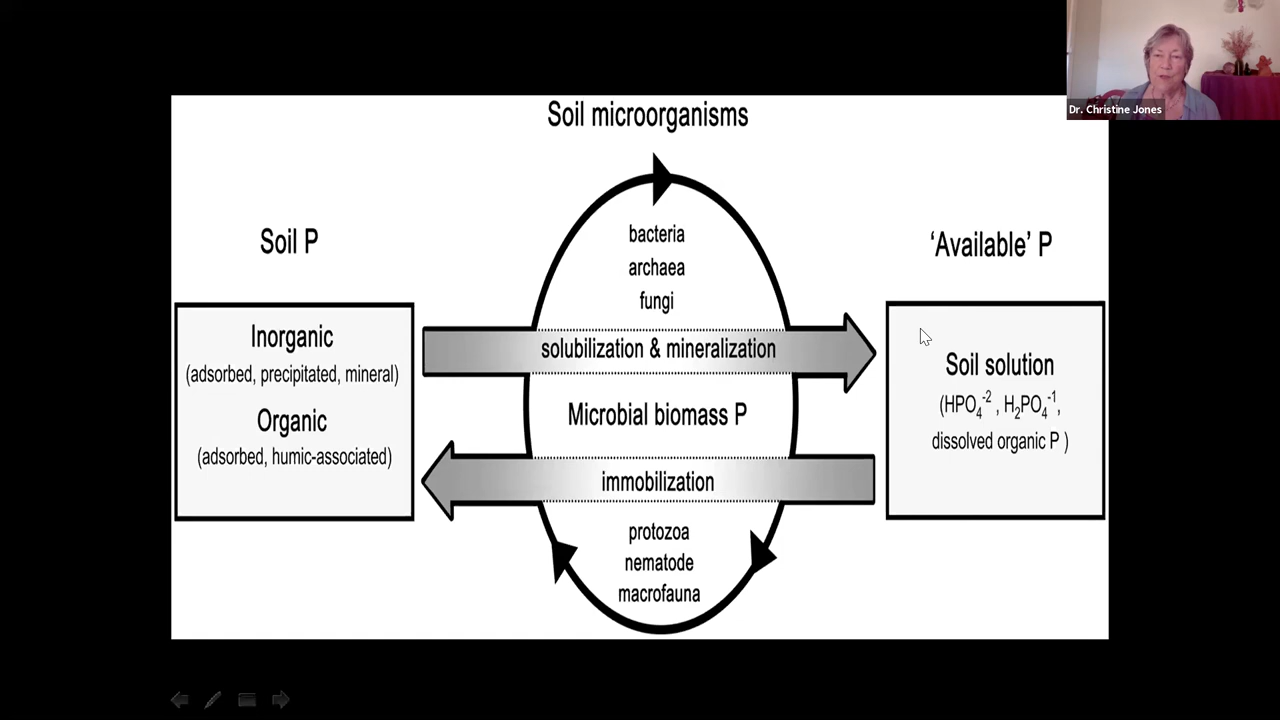 Dr. Christine Jones
Soil microorganisms
Soil P
bacteria
archaea
fungi
‘Available’ P
Inorganic
(adsorbed, precipitated, mineral)
Organic
(adsorbed, humic-associated)
solubilization & mineralization
Microbial biomass P
immobilization
protozoa
nematode
macrofauna
Soil solution
(HPO₄⁻², H₂PO₄⁻¹,
dissolved organic P )